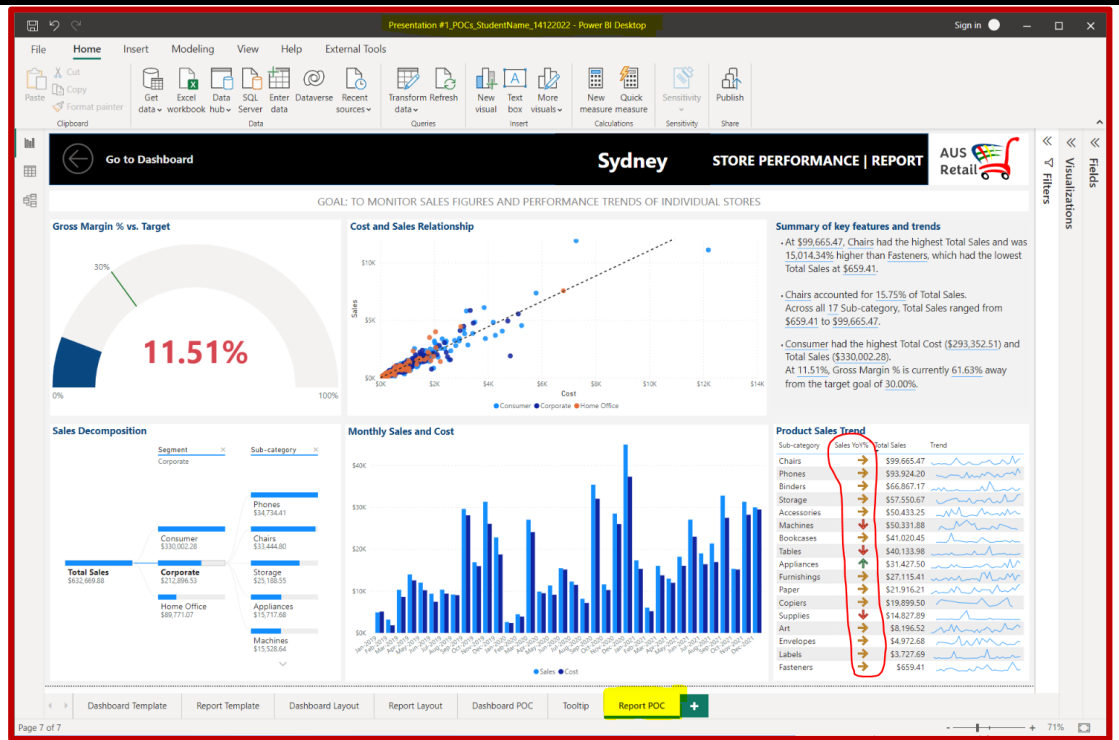 Presentation #1_POCs_StudentName_14122022 - Power BI Desktop
Sign in
File Home Insert Modeling View Help External Tools
Paste
Cut
Copy
Format painter
Get data
Excel workbook
Data hub
SQL Server
Enter data
Dataverse
Recent sources
Transform data
Refresh
New visual
Text box
More visuals
New measure
Quick measure
Sensitivity
Publish
Clipboard Data Queries Insert Calculations Sensitivity Share
Go to Dashboard
Sydney
STORE PERFORMANCE | REPORT
AUS
Retail
Filters
Visualizations
Fields
GOAL: TO MONITOR SALES FIGURES AND PERFORMANCE TRENDS OF INDIVIDUAL STORES
Gross Margin % vs. Target
30%
11.51%
0% 100%
Cost and Sales Relationship
Sales
$10K
$5K
$0K
$0K $2K $4K $6K $8K $10K $12K $14K
Cost
Consumer Corporate Home Office
Summary of key features and trends
At $99,665.47, Chairs had the highest Total Sales and was
15,014.34% higher than Fasteners, which had the lowest
Total Sales at $659.41.
Chairs accounted for 15.75% of Total Sales.
Across all 17 Sub-category, Total Sales ranged from
$659.41 to $99,665.47.
Consumer had the highest Total Cost ($293,352.51) and
Total Sales ($330,002.28).
At 11.51%, Gross Margin % is currently 61.63% away
from the target goal of 30.00%.
Sales Decomposition
Segment ×
Corporate
Sub-category ×
Total Sales
$632,669.88
Consumer
$330,002.28
Corporate
$212,896.53
Home Office
$89,771.07
Phones
$34,734.41
Chairs
$33,444.80
Storage
$25,188.55
Appliances
$15,717.68
Machines
$15,528.64
Monthly Sales and Cost
$40K
$30K
$20K
$10K
$0K
Jan-2019
Feb-2019
Sales Cost
Product Sales Trend
Sub-category Sales YoY% Total Sales Trend
Chairs $99,665.47
Phones $93,924.20
Binders $66,867.17
Storage $57,550.67
Accessories $50,433.25
Machines $50,331.88
Bookcases $41,020.45
Tables $40,133.98
Appliances $31,427.50
Furnishings $27,115.41
Paper $21,916.21
Copiers $19,899.50
Supplies $14,827.89
Art $8,196.52
Envelopes $4,972.68
Labels $3,727.69
Fasteners $659.41
Dashboard Template Report Template Dashboard Layout Report Layout Dashboard POC Tooltip Report POC +
Page 7 of 7
- + 71%